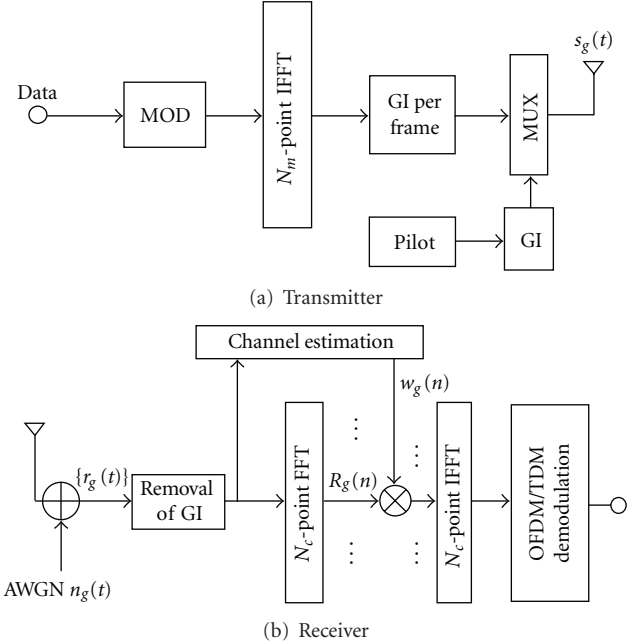 s_g(t)
Data
MOD
N_m-point IFFT
GI per
frame
MUX
Pilot
GI
(a) Transmitter
Channel estimation
w_g(n)
{r_g(t)}
Removal
of GI
N_c-point FFT
R_g(n)
N_c-point IFFT
OFDM/TDM
demodulation
AWGN n_g(t)
(b) Receiver